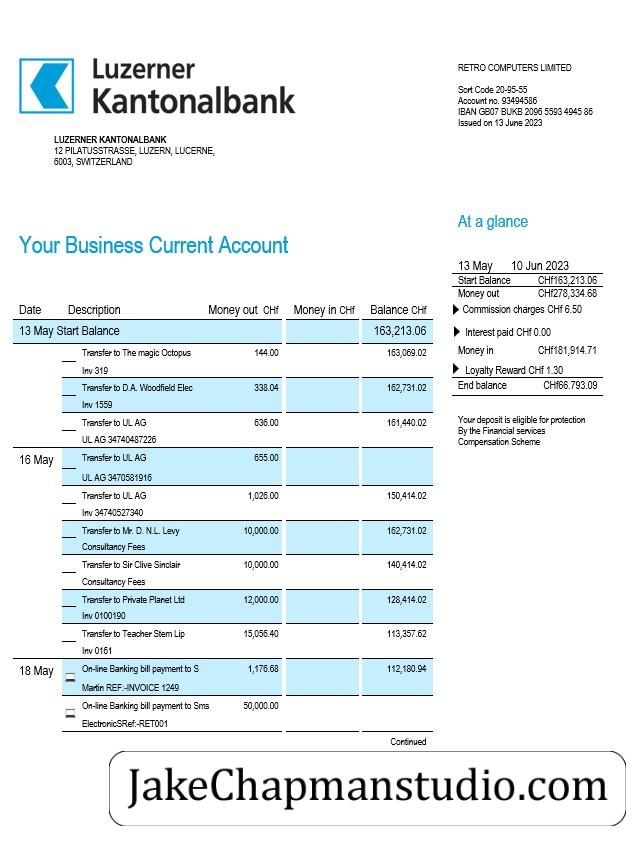 Luzerner
Kantonalbank
LUZERNER KANTONALBANK
12 PILATUSSTRASSE, LUZERN, LUCERNE,
6003, SWITZERLAND
RETRO COMPUTERS LIMITED
Sort Code 20-95-55
Account no. 93494586
IBAN GB07 BUKB 2096 5593 4945 86
Issued on 13 June 2023
Your Business Current Account
At a glance
13 May 10 Jun 2023
Start Balance CHf163,213.06
Money out CHf278,334.68
Commission charges CHf 6.50
Interest paid CHf 0.00
Money in CHf181,914.71
Loyalty Reward CHf 1.30
End balance CHf66.793.09
Your deposit is eligible for protection
By the Financial services
Compensation Scheme
Date Description Money out CHf Money in CHf Balance CHf
13 May Start Balance 163,213.06
Transfer to The magic Octopus 144.00 163,069.02
Inv 319
Transfer to D.A. Woodfield Elec 338.04 162,731.02
Inv 1559
Transfer to UL AG 636.00 161,440.02
UL AG 34740487226
16 May Transfer to UL AG 655.00
UL AG 3470581916
Transfer to UL AG 1,026.00 150,414.02
Inv 34740527340
Transfer to Mr. D. N.L. Levy 10,000.00 162,731.02
Consultancy Fees
Transfer to Sir Clive Sinclair 10,000.00 140,414.02
Consultancy Fees
Transfer to Private Planet Ltd 12,000.00 128,414.02
Inv 0100190
Transfer to Teacher Stem Lip 15,056.40 113,357.62
Inv 0161
18 May On-line Banking bill payment to S 1,176.68 112,180.94
Martin REF:-INVOICE 1249
On-line Banking bill payment to Sms 50,000.00
ElectronicSRef:-RET001
Continued
JakeChapmanstudio.com